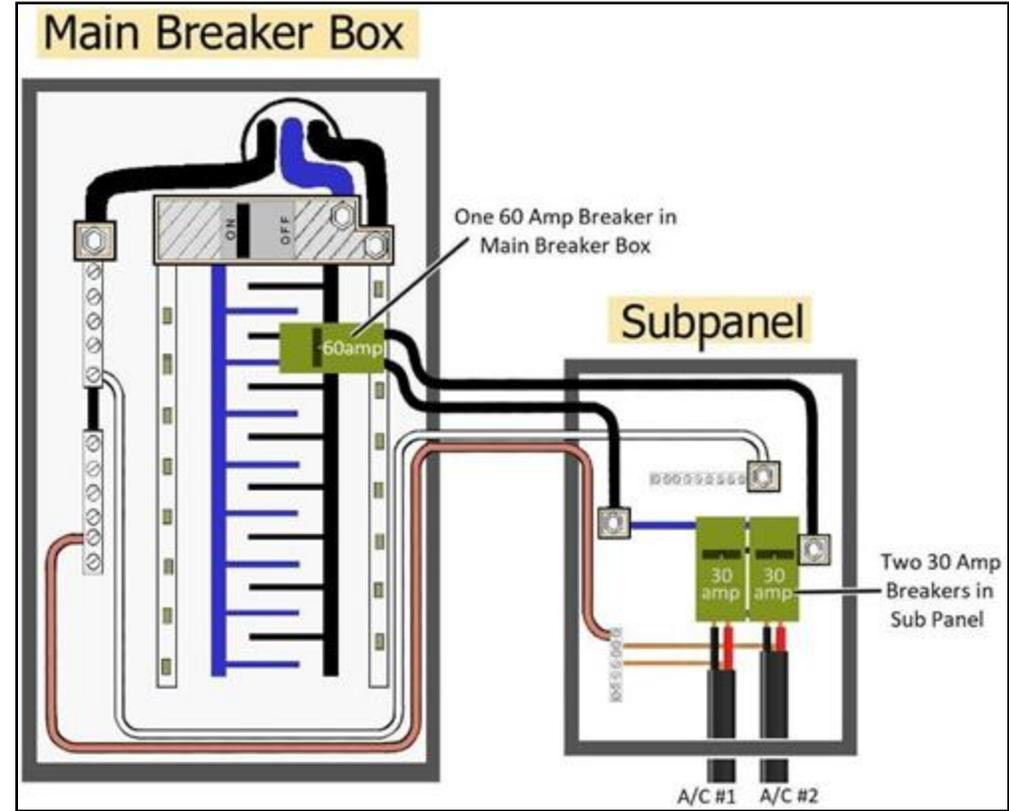 Main Breaker Box
ON
OFF
One 60 Amp Breaker in
Main Breaker Box
60amp
Subpanel
30
amp
30
amp
Two 30 Amp
Breakers in
Sub Panel
A/C #1
A/C #2